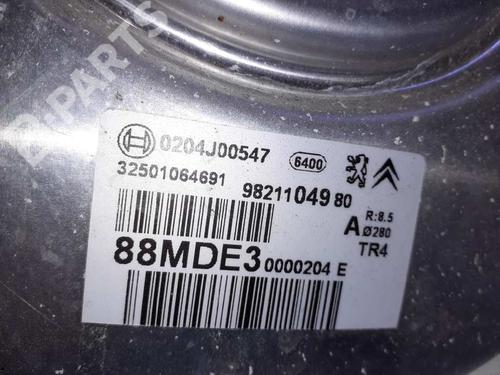 B-PARTS
0204J00547
6400
32501064691
98211049 80
R:8.5
A Ø280
TR4
88MDE3 0000204 E